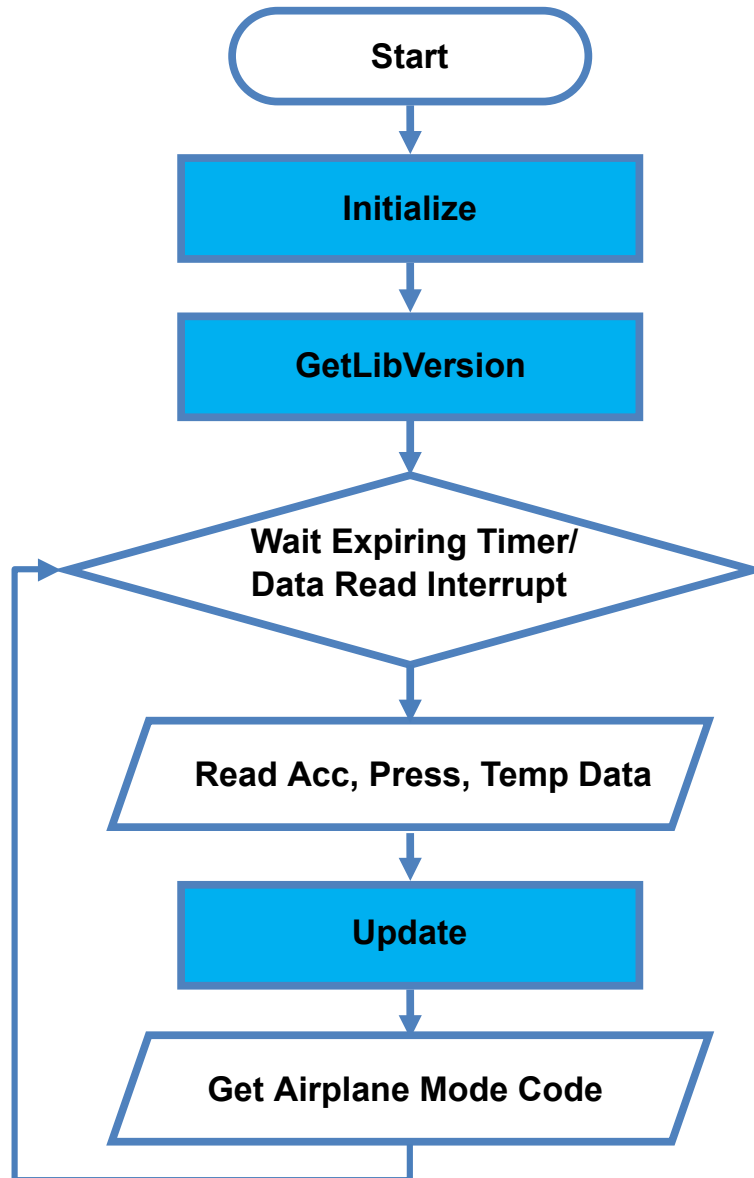 Start
Initialize
GetLibVersion
Wait Expiring Timer/
Data Read Interrupt
Read Acc, Press, Temp Data
Update
Get Airplane Mode Code